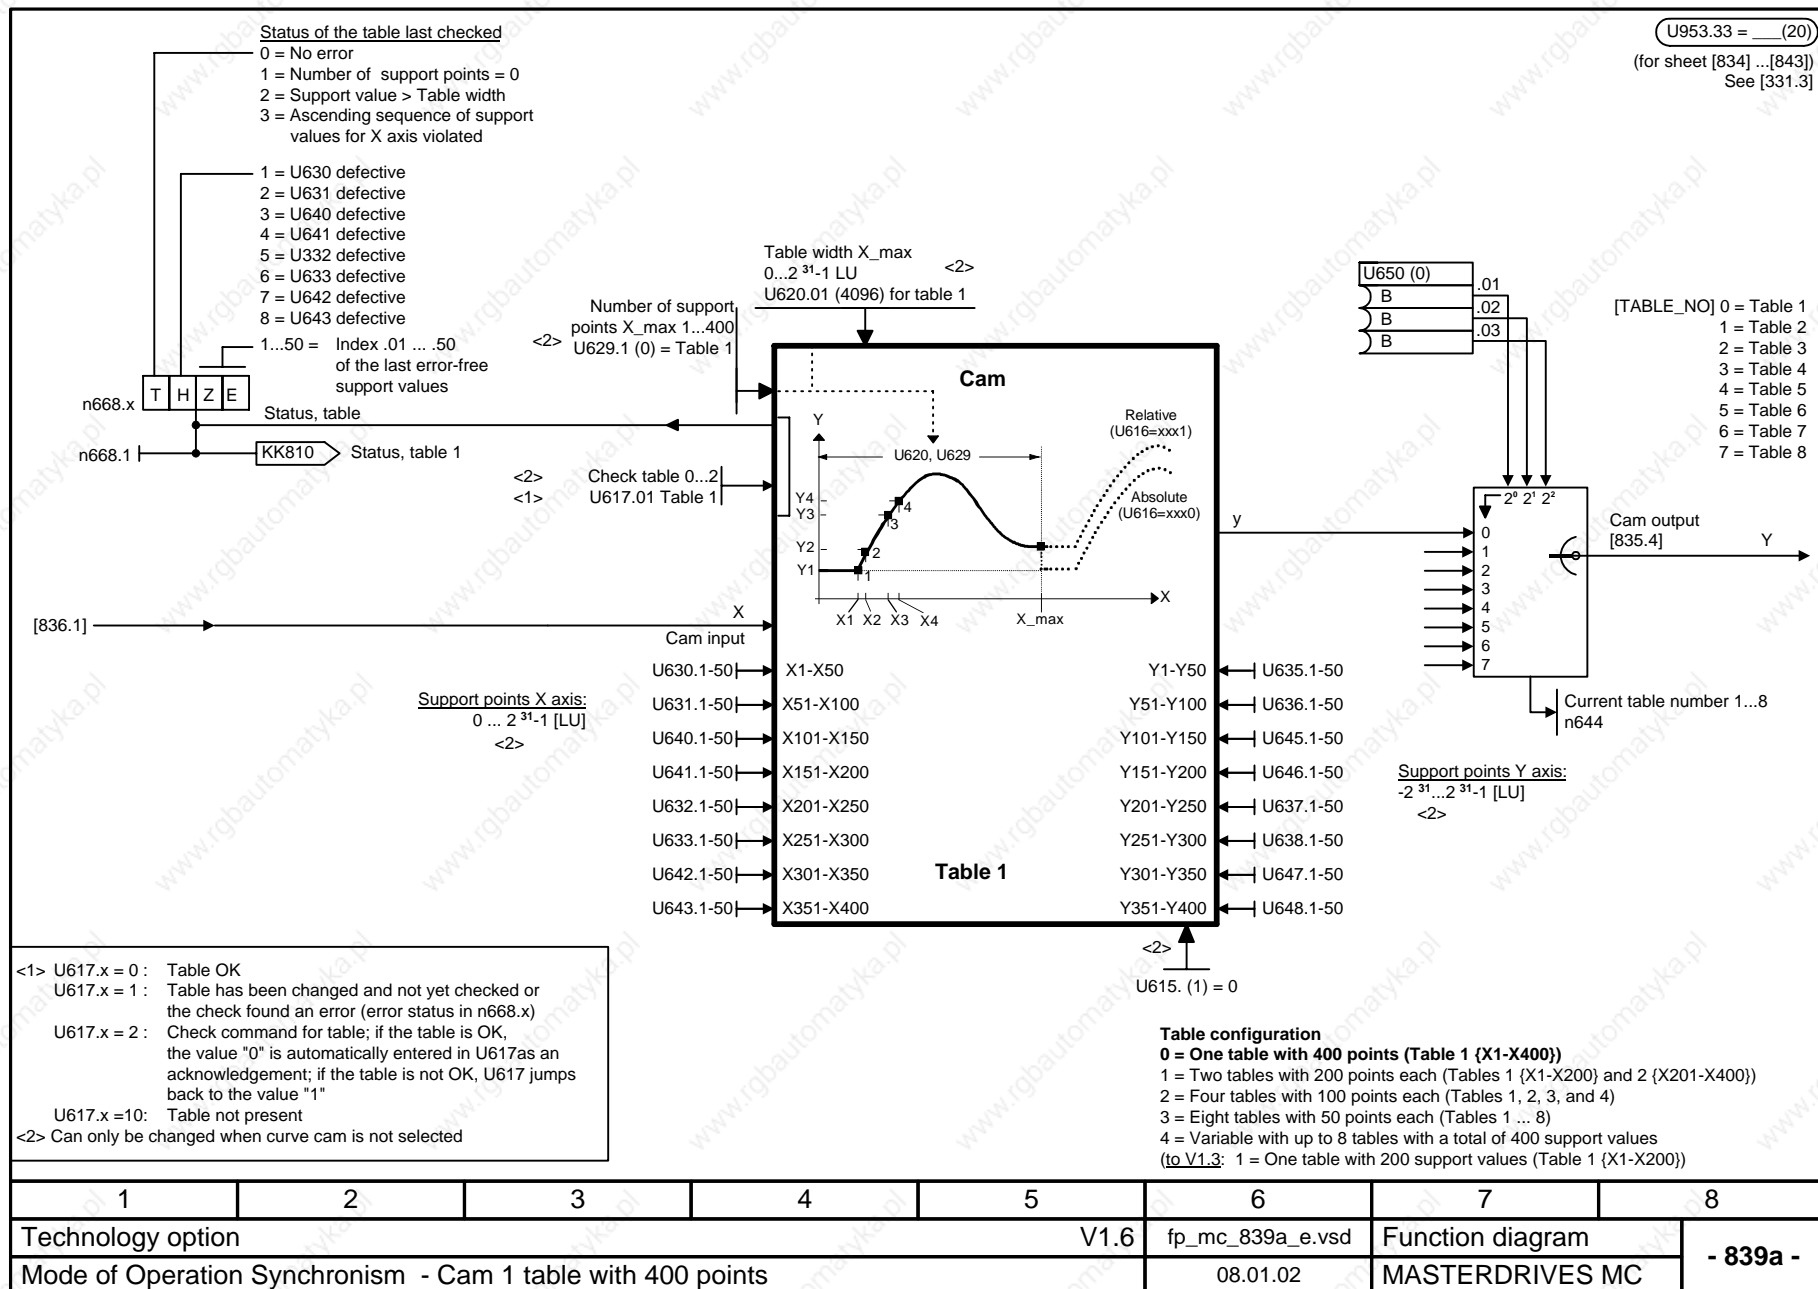 Status of the table last checked
0 = No error
1 = Number of  support points = 0
2 = Support value > Table width
3 = Ascending sequence of support
values for X axis violated
1 = U630 defective
2 = U631 defective
3 = U640 defective
4 = U641 defective
5 = U332 defective
6 = U633 defective
7 = U642 defective
8 = U643 defective
1...50 =   Index .01 ... .50
of the last error-free
support values
n668.x
T H Z E
Status, table
n668.1
KK810
Status, table 1
U953.33 = ___(20)
(for sheet [834] ...[843])
See [331.3]
Table width X_max
0...2 ³¹-1 LU
<2>
U620.01 (4096) for table 1
Number of support
points X_max 1...400
<2>
U629.1 (0) = Table 1
<2> Check table 0...2
<1> U617.01 Table 1
Cam
Y
U620, U629
Relative
(U616=xxx1)
Absolute
(U616=xxx0)
Y4
Y3
Y2
Y1
1
2
3
4
X1 X2 X3 X4
X_max
X
[836.1]
X
Cam input
y
U650 (0)
B .01
B .02
B .03
[TABLE_NO] 0 = Table 1
1 = Table 2
2 = Table 3
3 = Table 4
4 = Table 5
5 = Table 6
6 = Table 7
7 = Table 8
2⁰ 2¹ 2²
0
1
2
3
4
5
6
7
Cam output
[835.4]
Y
Current table number 1...8
n644
Support points X axis:
0 ... 2 ³¹-1 [LU]
<2>
U630.1-50 X1-X50 Y1-Y50 U635.1-50
U631.1-50 X51-X100 Y51-Y100 U636.1-50
U640.1-50 X101-X150 Y101-Y150 U645.1-50
U641.1-50 X151-X200 Y151-Y200 U646.1-50
U632.1-50 X201-X250 Y201-Y250 U637.1-50
U633.1-50 X251-X300 Y251-Y300 U638.1-50
U642.1-50 X301-X350 Table 1 Y301-Y350 U647.1-50
U643.1-50 X351-X400 Y351-Y400 U648.1-50
Support points Y axis:
-2 ³¹...2 ³¹-1 [LU]
<2>
<2>
U615. (1) = 0
<1> U617.x = 0 : Table OK
U617.x = 1 : Table has been changed and not yet checked or
the check found an error (error status in n668.x)
U617.x = 2 : Check command for table; if the table is OK,
the value "0" is automatically entered in U617as an
acknowledgement; if the table is not OK, U617 jumps
back to the value "1"
U617.x =10: Table not present
<2> Can only be changed when curve cam is not selected
Table configuration
0 = One table with 400 points (Table 1 {X1-X400})
1 = Two tables with 200 points each (Tables 1 {X1-X200} and 2 {X201-X400})
2 = Four tables with 100 points each (Tables 1, 2, 3, and 4)
3 = Eight tables with 50 points each (Tables 1 ... 8)
4 = Variable with up to 8 tables with a total of 400 support values
(to V1.3:  1 = One table with 200 support values (Table 1 {X1-X200})
1 2 3 4 5 6 7 8
Technology option V1.6 fp_mc_839a_e.vsd Function diagram
- 839a -
Mode of Operation Synchronism  - Cam 1 table with 400 points 08.01.02 MASTERDRIVES MC
www.rgbautomatyka.pl